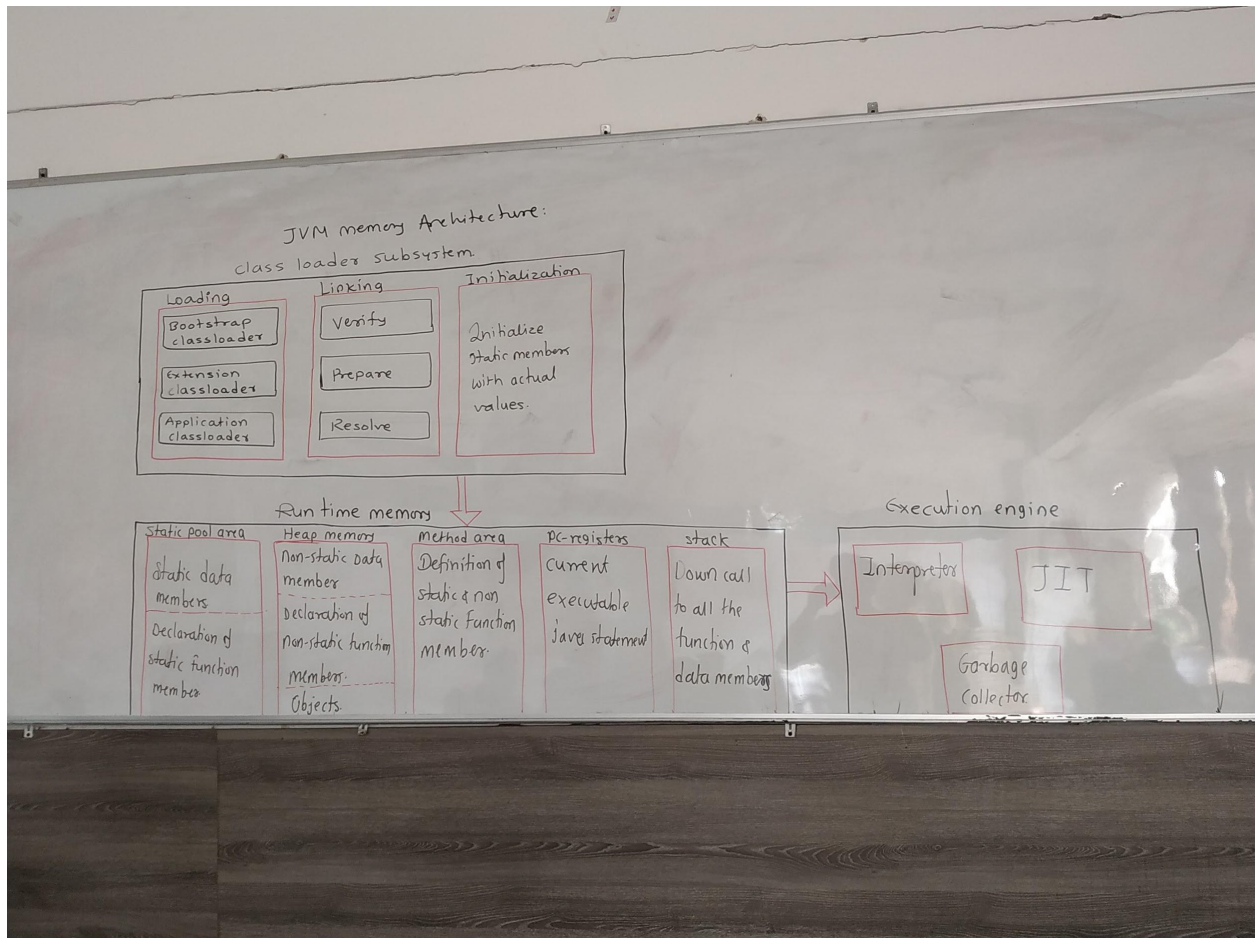 JVM memory Architecture:
class loader subsystem
Loading
Bootstrap
classloader
Extension
classloader
Application
classloader
Linking
Verify
Prepare
Resolve
Initialization
Initialize
static members
with actual
values.
Run time memory
Static pool area
static data
members
Declaration of
static function
member
Heap memory
non-static Data
member
Declaration of
non-static function
members.
Objects.
method area
Definition of
static & non
static Function
member.
PC-registers
current
executable
java statement
stack
Down call
to all the
function &
data members
Execution engine
Interpreter
JIT
Garbage
Collector